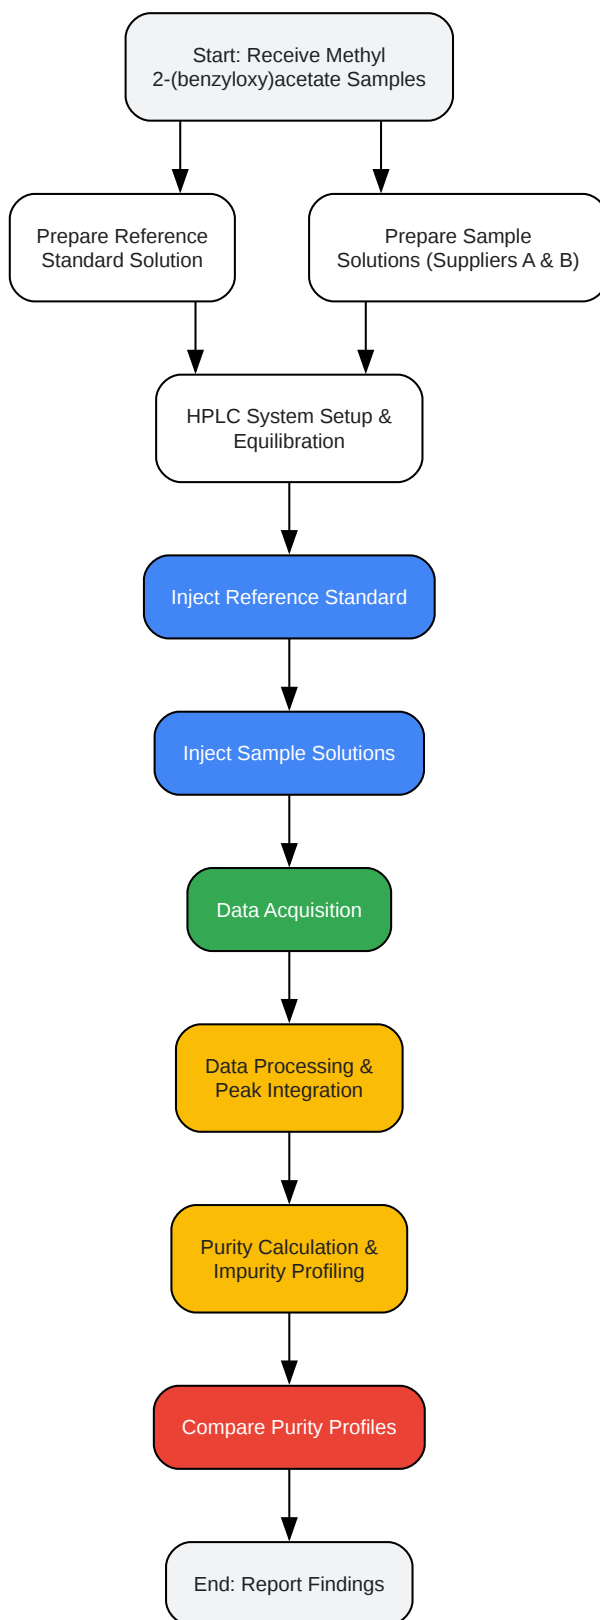 Start: Receive Methyl
2-(benzyloxy)acetate Samples
Prepare Reference
Standard Solution
Prepare Sample
Solutions (Suppliers A & B)
HPLC System Setup &
Equilibration
Inject Reference Standard
Inject Sample Solutions
Data Acquisition
Data Processing &
Peak Integration
Purity Calculation &
Impurity Profiling
Compare Purity Profiles
End: Report Findings